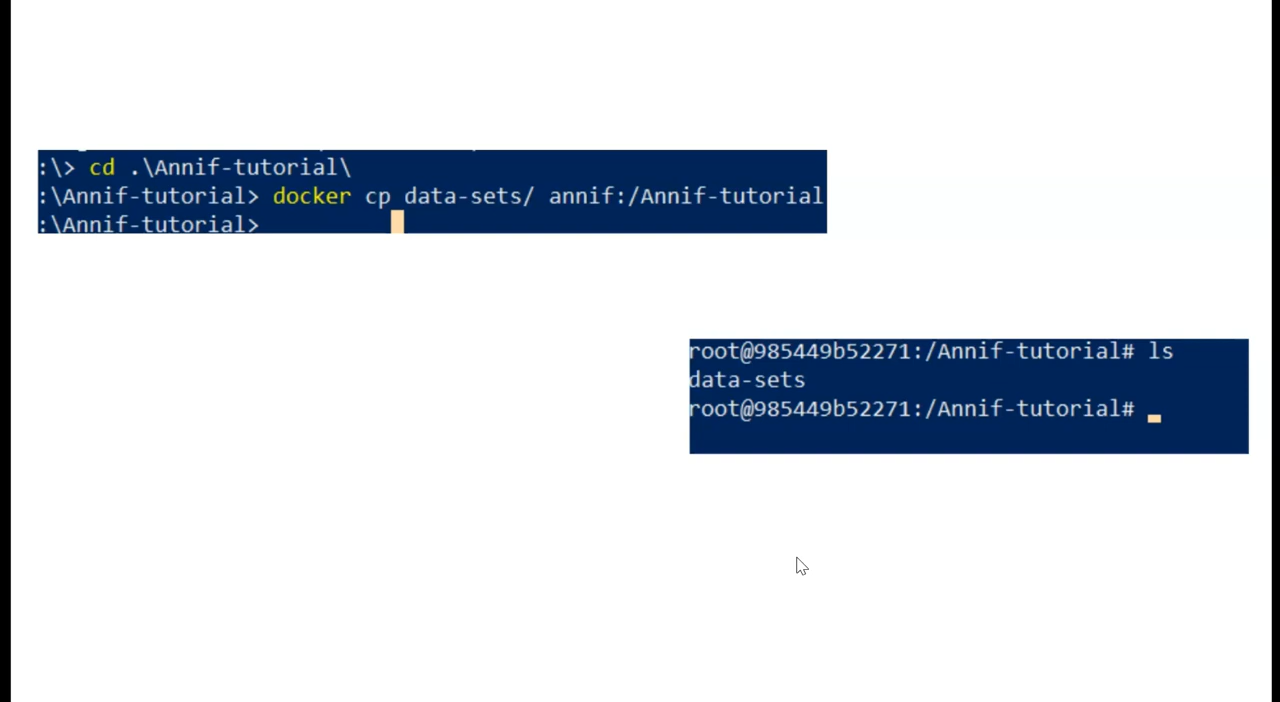 :\> cd .\Annif-tutorial\
:\Annif-tutorial> docker cp data-sets/ annif:/Annif-tutorial
:\Annif-tutorial>
root@985449b52271:/Annif-tutorial# ls
data-sets
root@985449b52271:/Annif-tutorial#